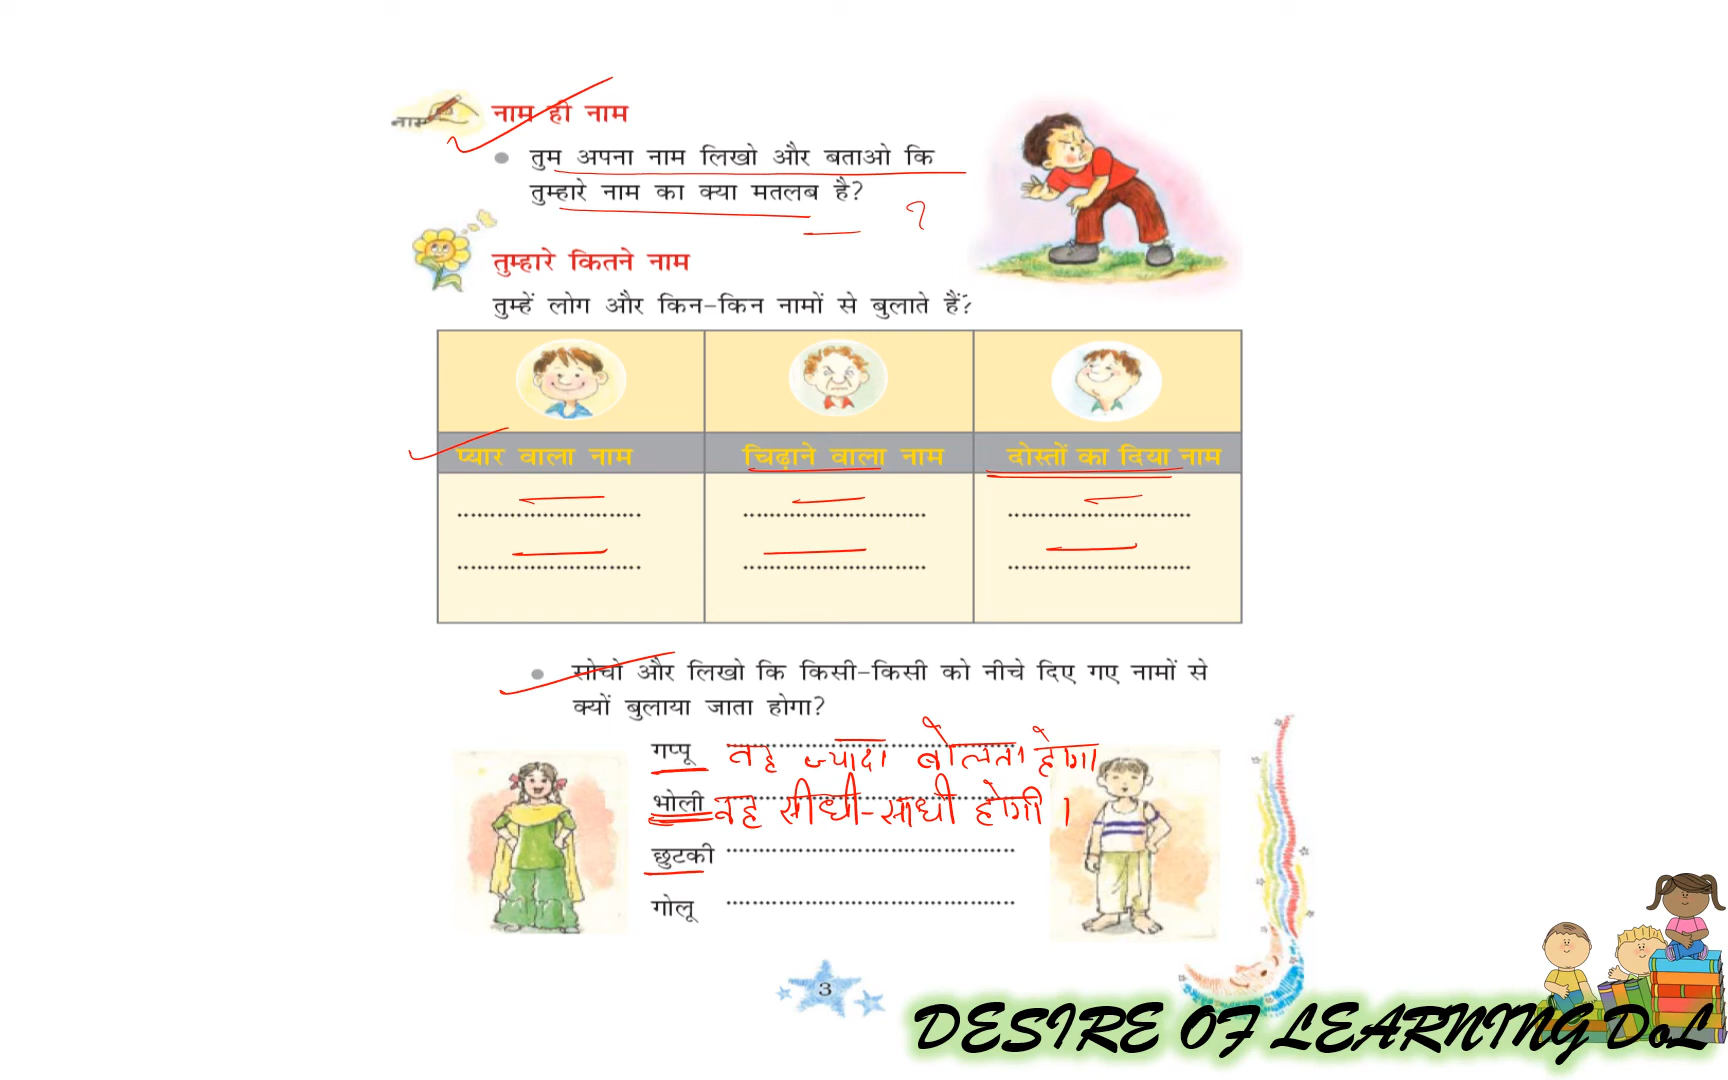 नाम
नाम ही नाम
तुम अपना नाम लिखो और बताओ कि
तुम्हारे नाम का क्या मतलब है?
?
तुम्हारे कितने नाम
तुम्हें लोग और किन-किन नामों से बुलाते हैं?
प्यार वाला नाम चिढ़ाने वाला नाम दोस्तों का दिया नाम
सोचो और लिखो कि किसी-किसी को नीचे दिए गए नामों से
क्यों बुलाया जाता होगा?
गप्पू वह ज्यादा बोलता होगा
भोली वह सीधी-साधी होगी।
छुटकी
गोलू
3
DESIRE OF LEARNING DoL